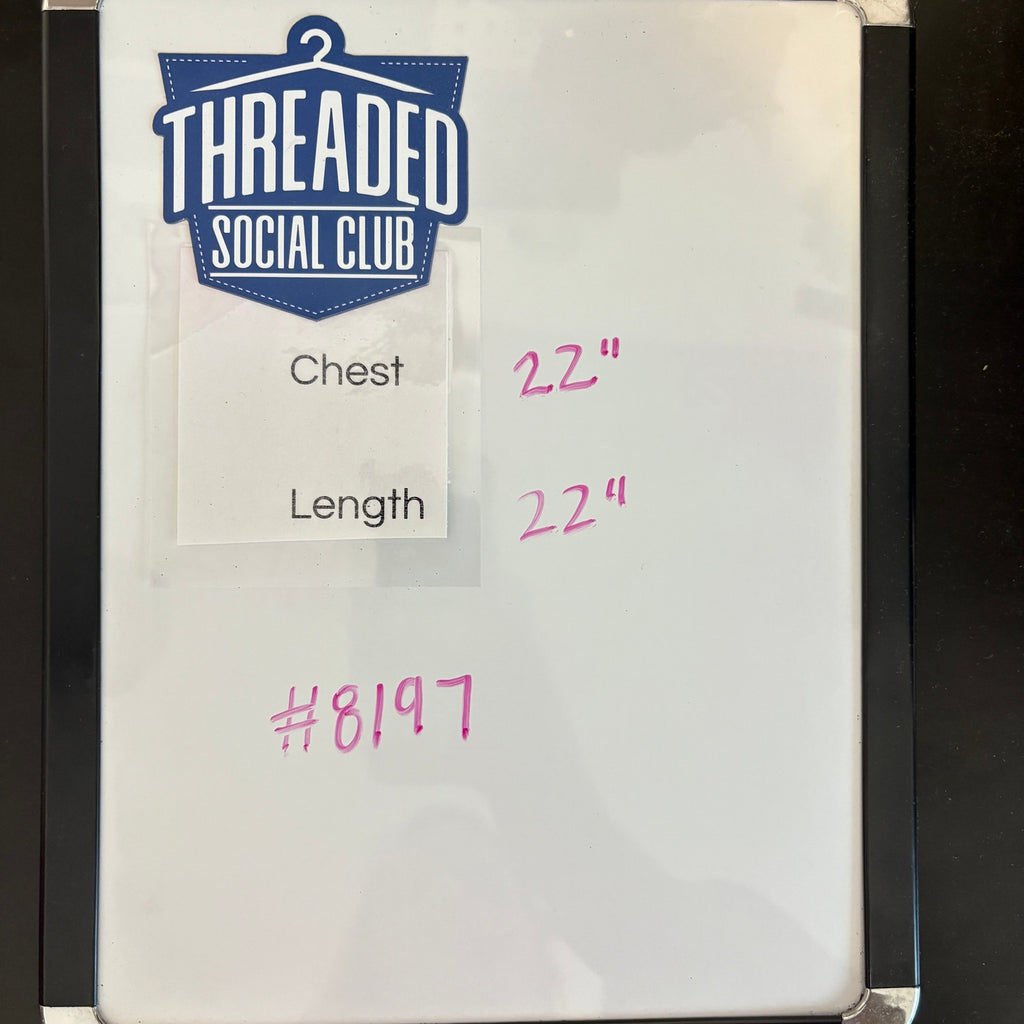 THREADED
SOCIAL CLUB
Chest 22"
Length 22"
#8197